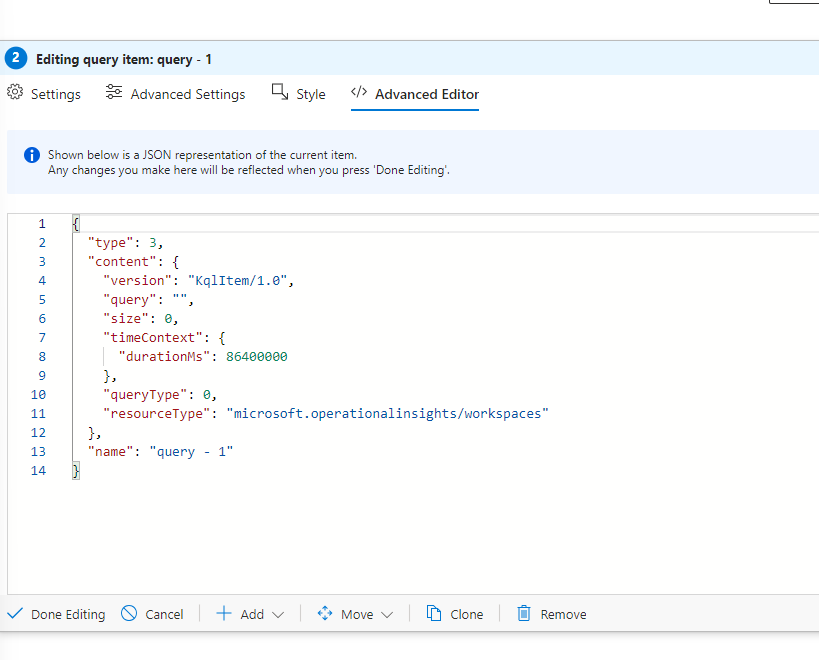 2 Editing query item: query - 1
Settings Advanced Settings Style </> Advanced Editor
Shown below is a JSON representation of the current item.
Any changes you make here will be reflected when you press 'Done Editing'.
1 {
2 "type": 3,
3 "content": {
4 "version": "KqlItem/1.0",
5 "query": "",
6 "size": 0,
7 "timeContext": {
8 "durationMs": 86400000
9 },
10 "queryType": 0,
11 "resourceType": "microsoft.operationalinsights/workspaces"
12 },
13 "name": "query - 1"
14 }
Done Editing Cancel Add Move Clone Remove